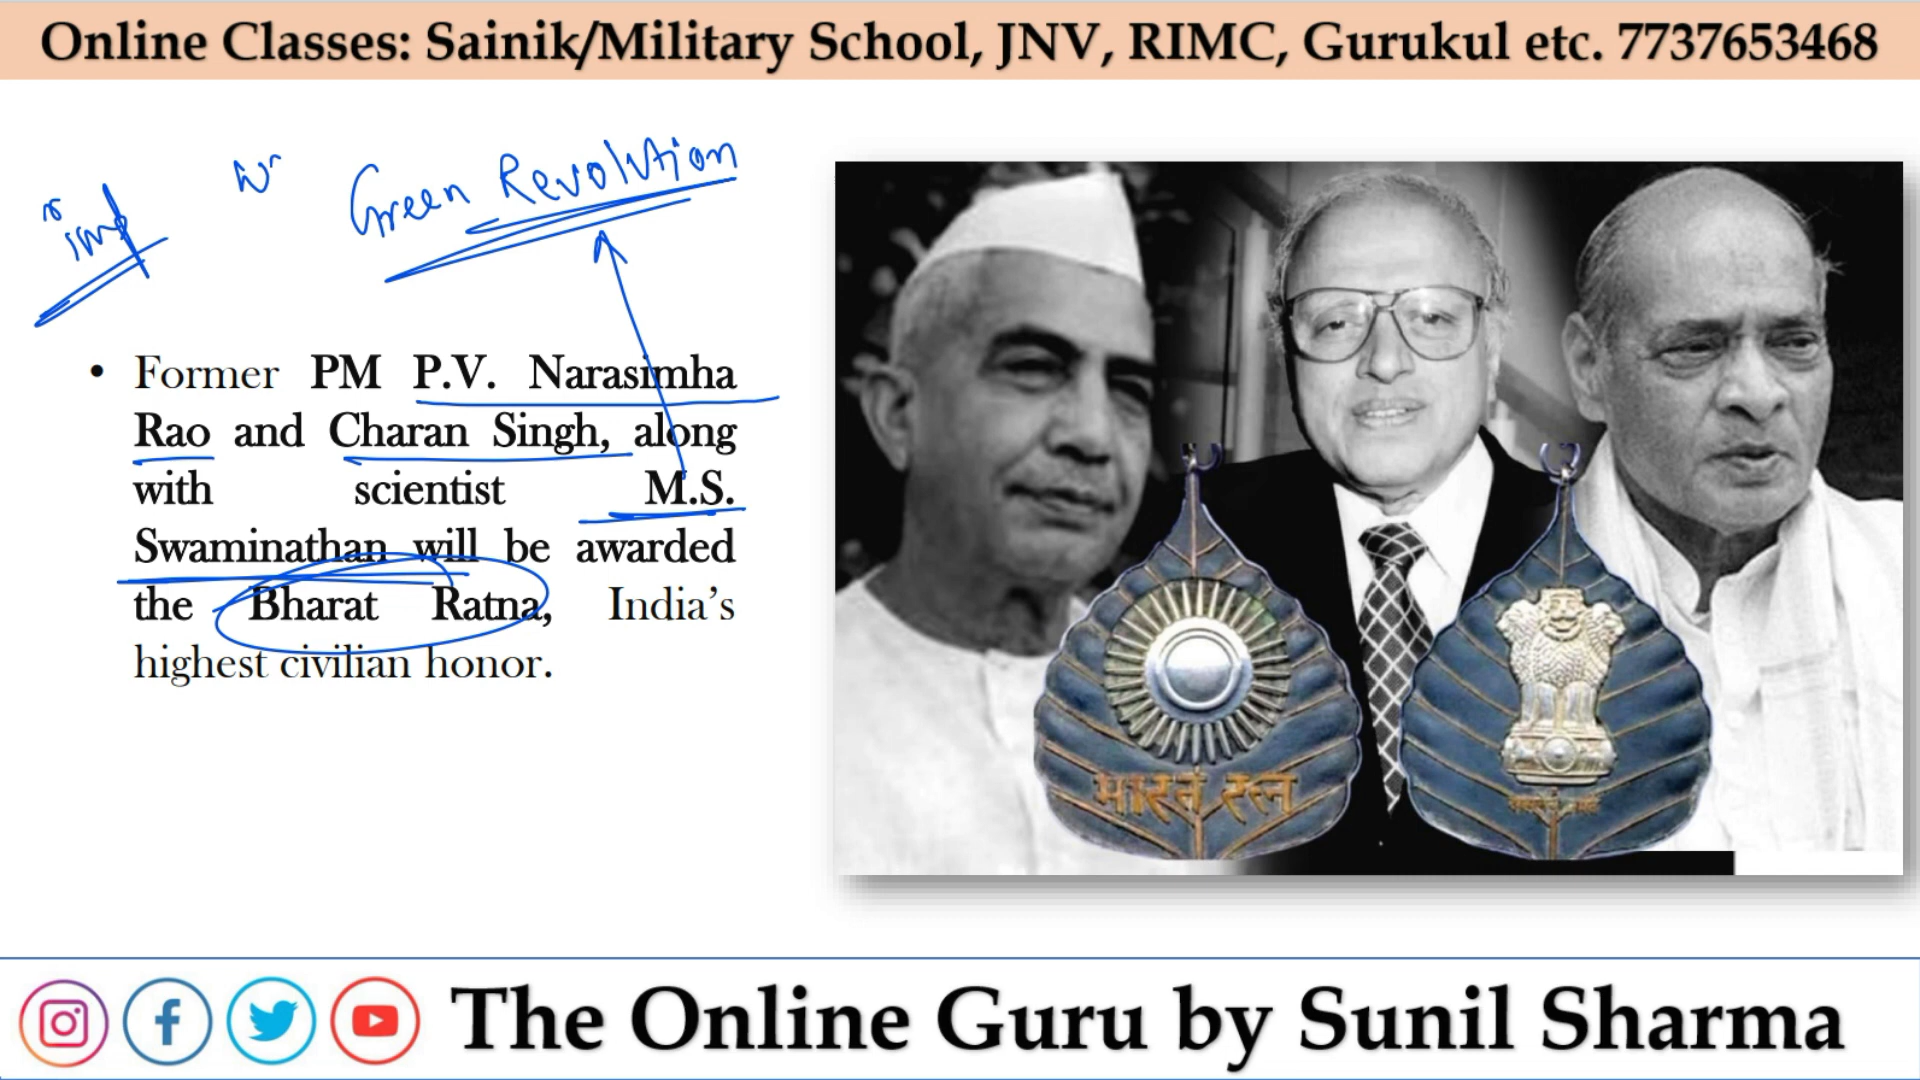 Online Classes: Sainik/Military School, JNV, RIMC, Gurukul etc. 7737653468
imp
Green Revolution
• Former PM P.V. Narasimha
Rao and Charan Singh, along
with scientist M.S.
Swaminathan will be awarded
the Bharat Ratna, India’s
highest civilian honor.
भारत रत्न
The Online Guru by Sunil Sharma